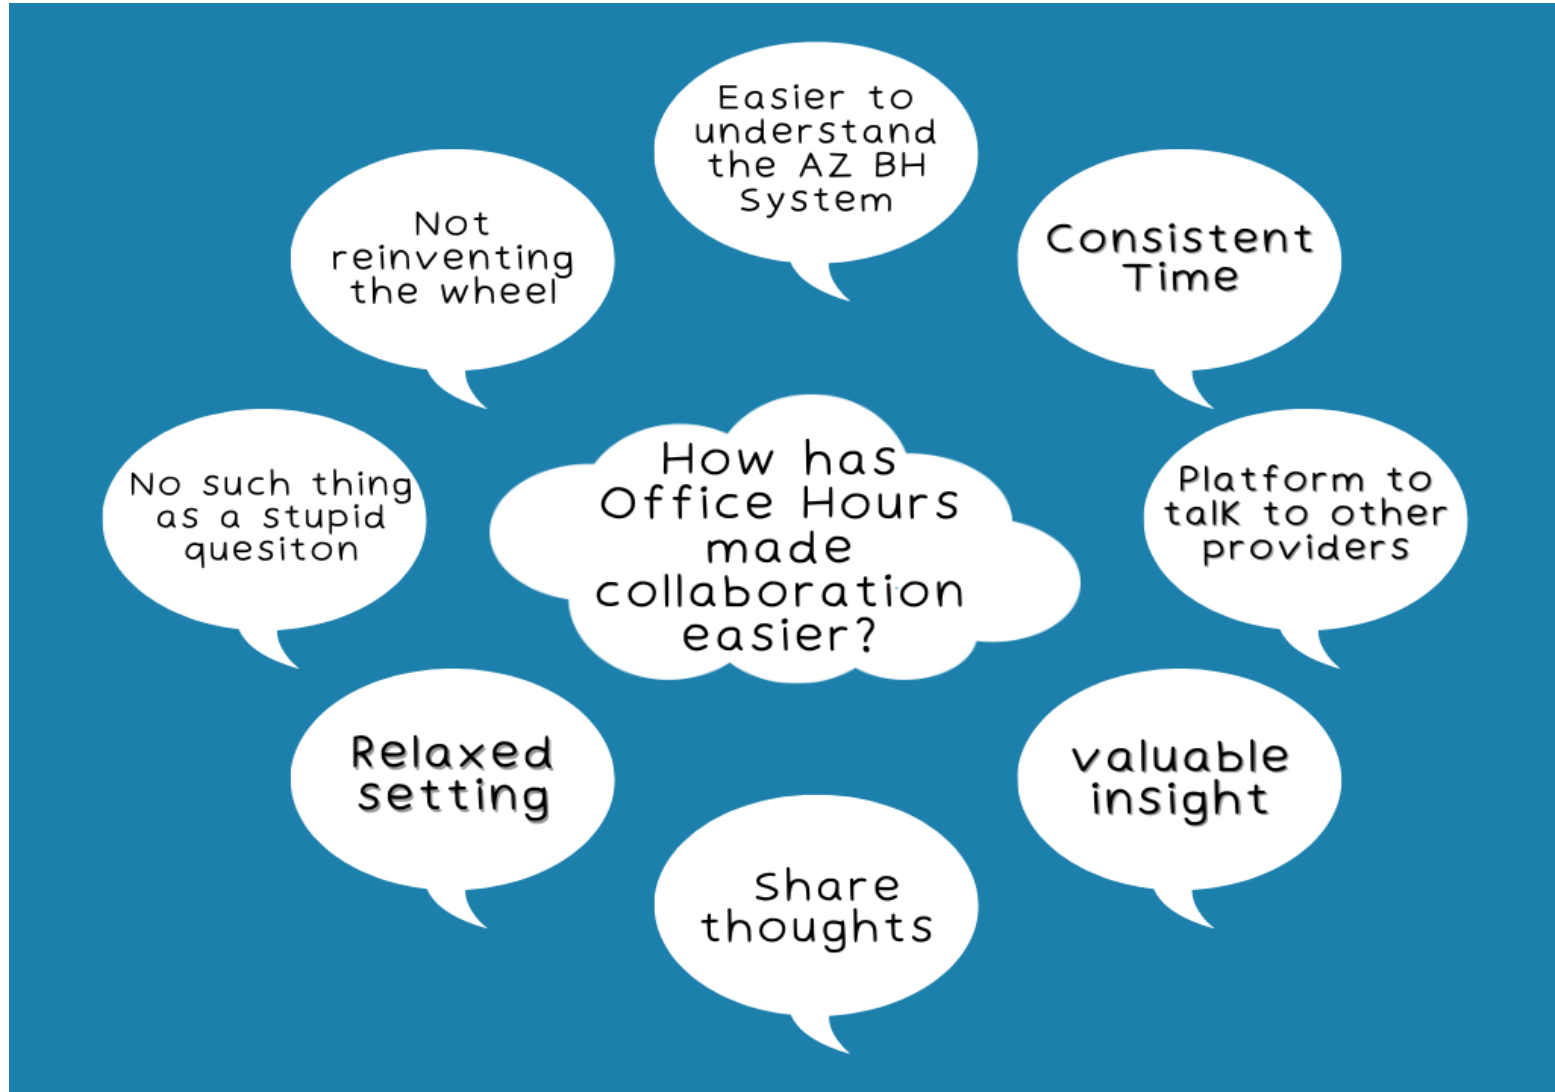 Easier to
understand
the AZ BH
System
Not
reinventing
the wheel
Consistent
Time
No such thing
as a stupid
quesiton
How has
Office Hours
made
collaboration
easier?
Platform to
talk to other
providers
Relaxed
setting
valuable
insight
Share
thoughts